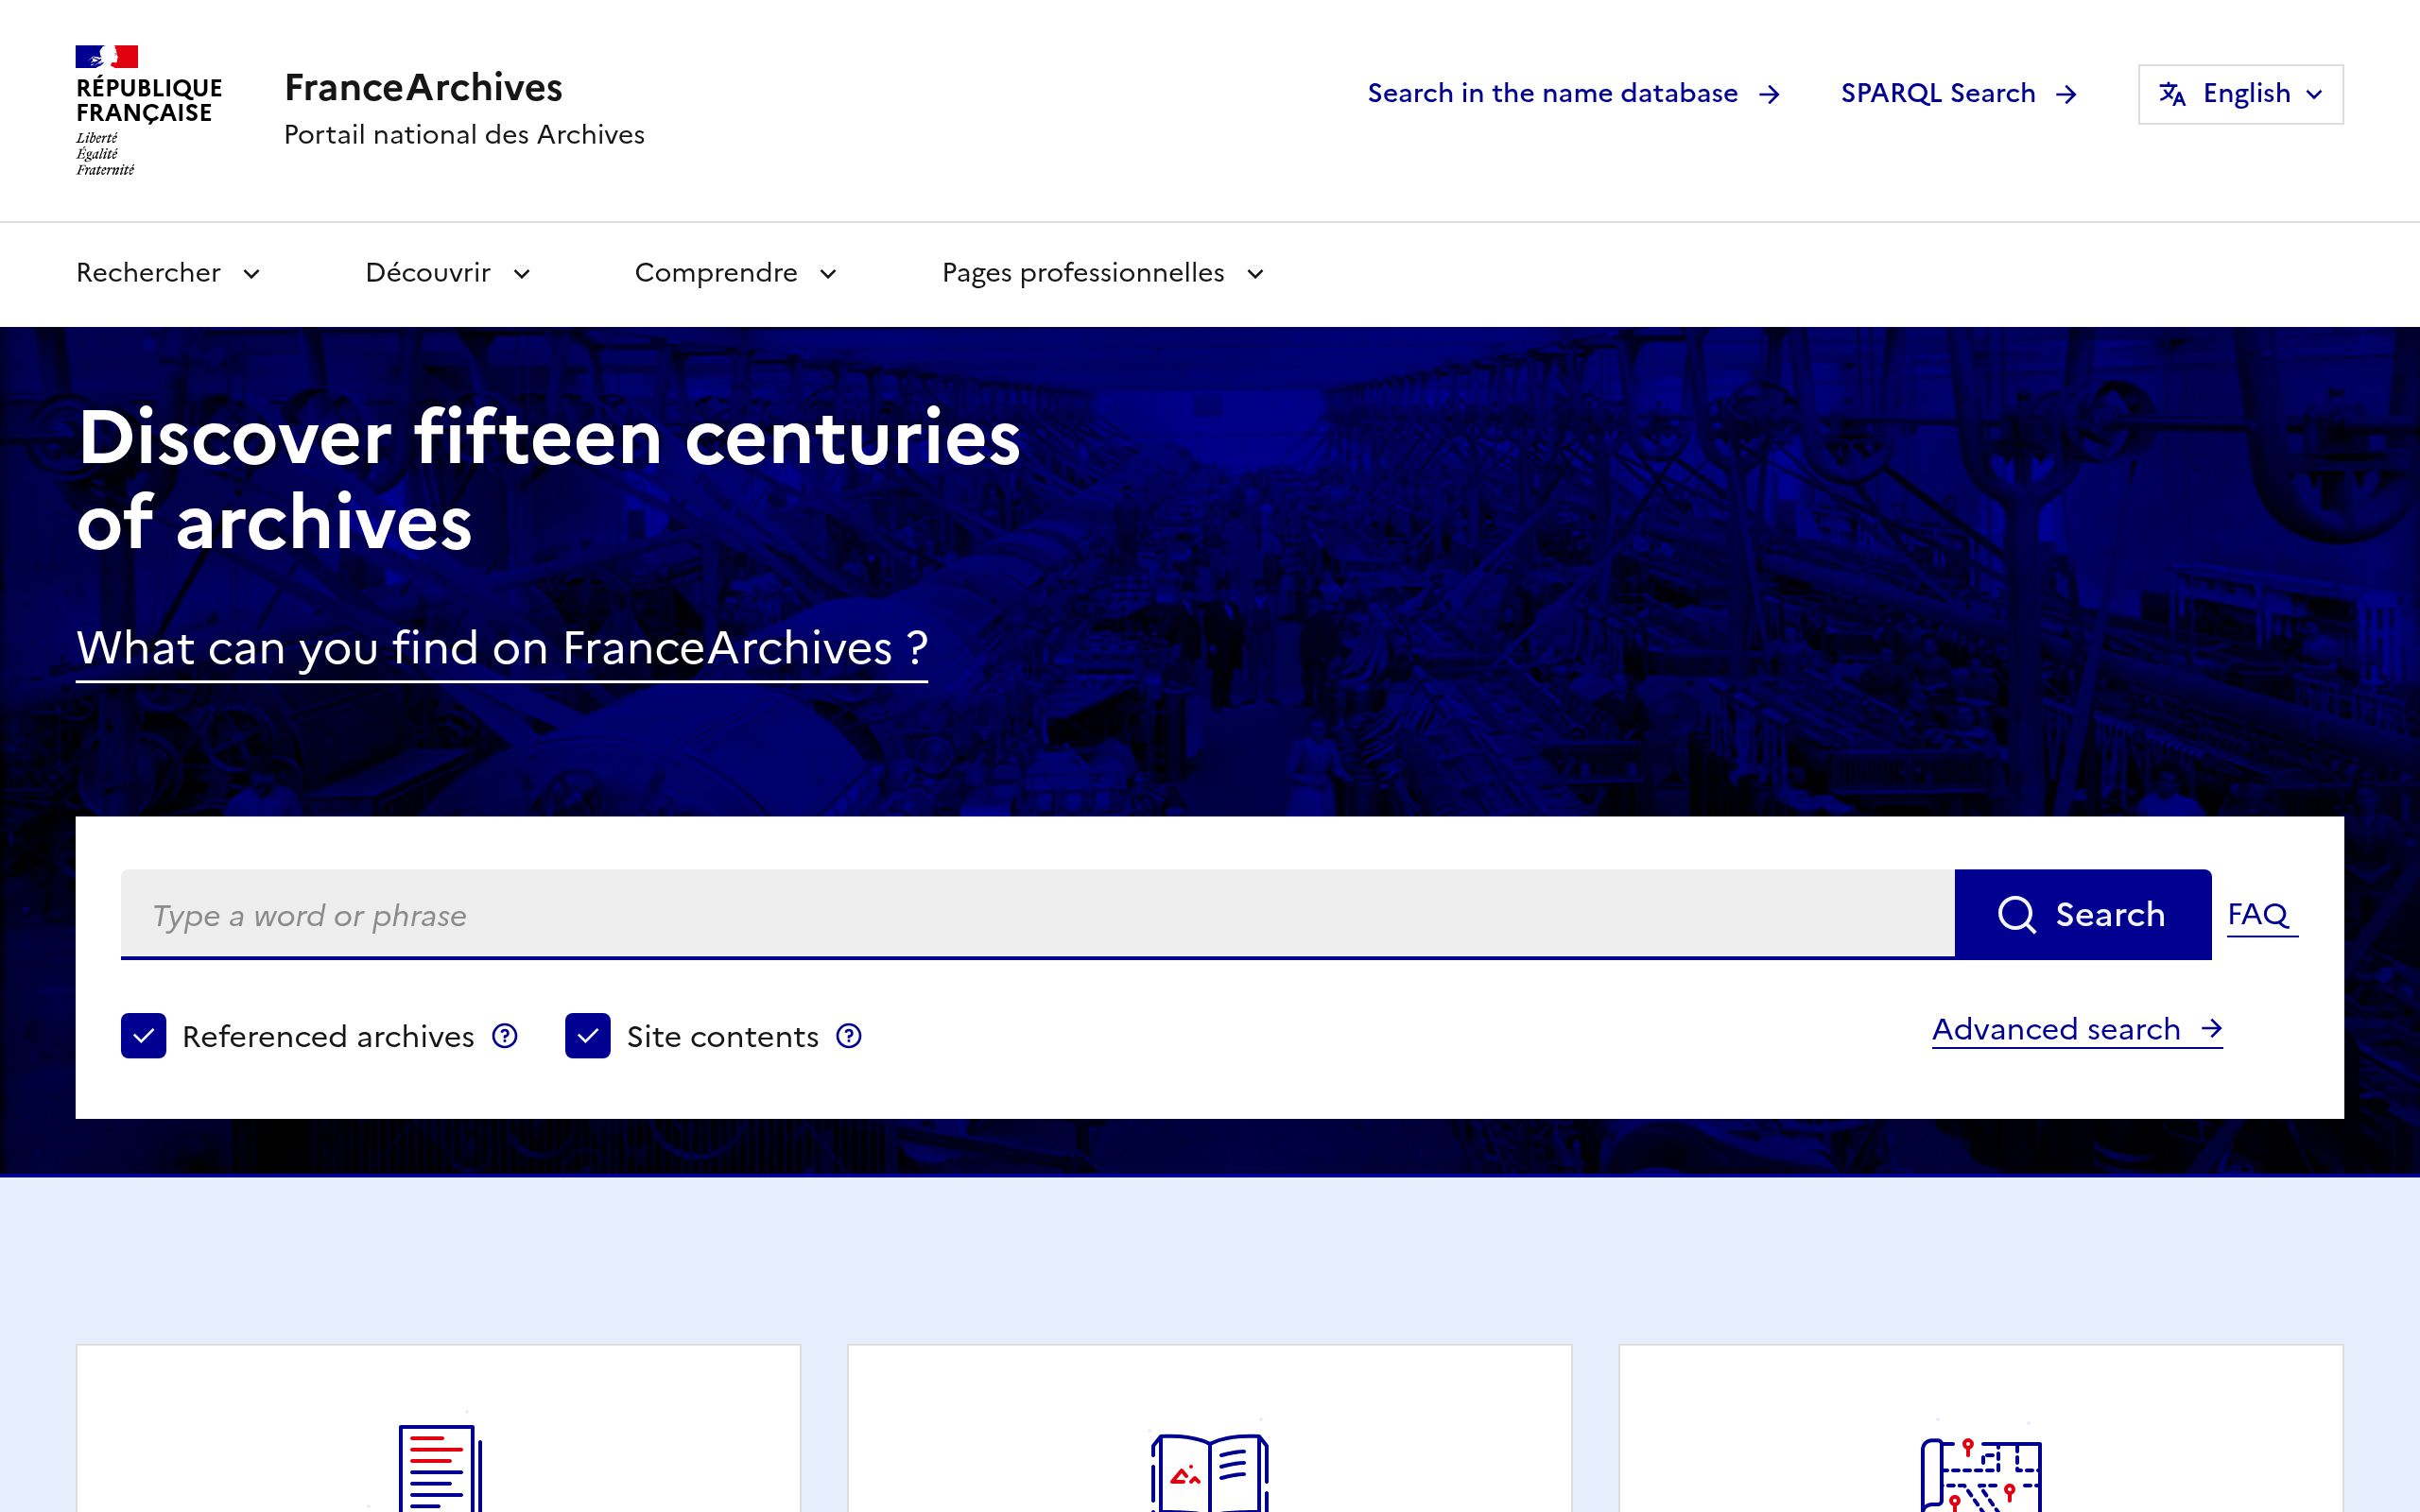 RÉPUBLIQUE
FRANÇAISE
Liberté
Égalité
Fraternité
FranceArchives
Portail national des Archives
Search in the name database
SPARQL Search
English
Rechercher
Découvrir
Comprendre
Pages professionnelles
Discover fifteen centuries
of archives
What can you find on FranceArchives ?
Type a word or phrase
Search
FAQ
Referenced archives
Site contents
Advanced search